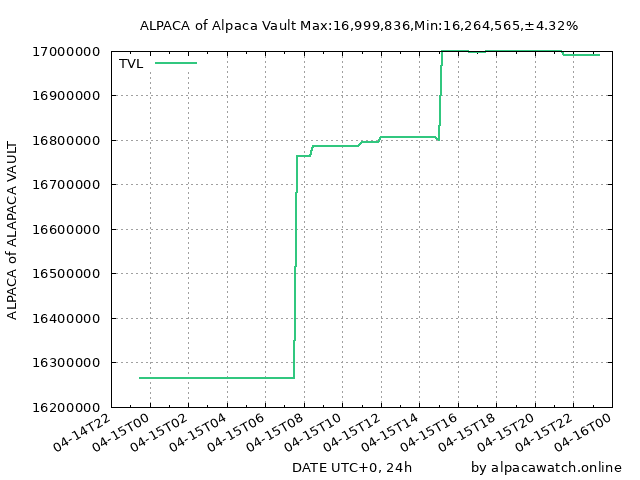 ALPACA of Alpaca Vault Max:16,999,836,Min:16,264,565,±4.32%
17000000
TVL
16900000
16800000
16700000
16600000
16500000
16400000
16300000
16200000
ALPACA of ALAPACA VAULT
04-14T22
04-15T00
04-15T02
04-15T04
04-15T06
04-15T08
04-15T10
04-15T12
04-15T14
04-15T16
04-15T18
04-15T20
04-15T22
04-16T00
DATE UTC+0, 24h
by alpacawatch.online